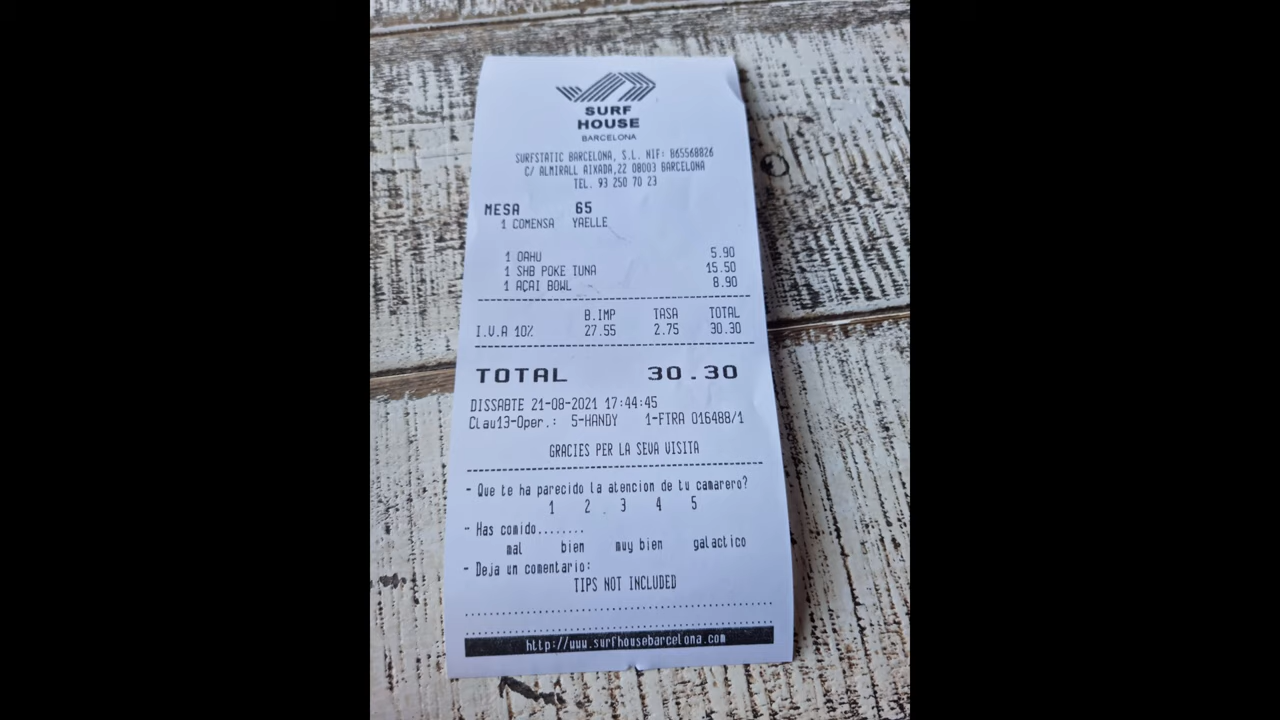 SURF
HOUSE
BARCELONA
SURFSTATIC BARCELONA, S.L. NIF: B65568826
C/ ALMIRALL AIXADA,22 08003 BARCELONA
TEL. 93 250 70 23
MESA 65
1 COMENSA YAELLE
1 OAHU 5.90
1 SHB POKE TUNA 15.50
1 AÇAI BOWL 8.90
B.IMP TASA TOTAL
I.V.A 10% 27.55 2.75 30.30
TOTAL 30.30
DISSABTE 21-08-2021 17:44:45
Clau13-Oper.: 5-HANDY 1-FTRA 016488/1
GRACIES PER LA SEVA VISITA
- Que te ha parecido la atencion de tu camarero?
1 2 3 4 5
- Has comido........
mal bien muy bien galactico
- Deja un comentario:
TIPS NOT INCLUDED
http://www.surfhousebarcelona.com